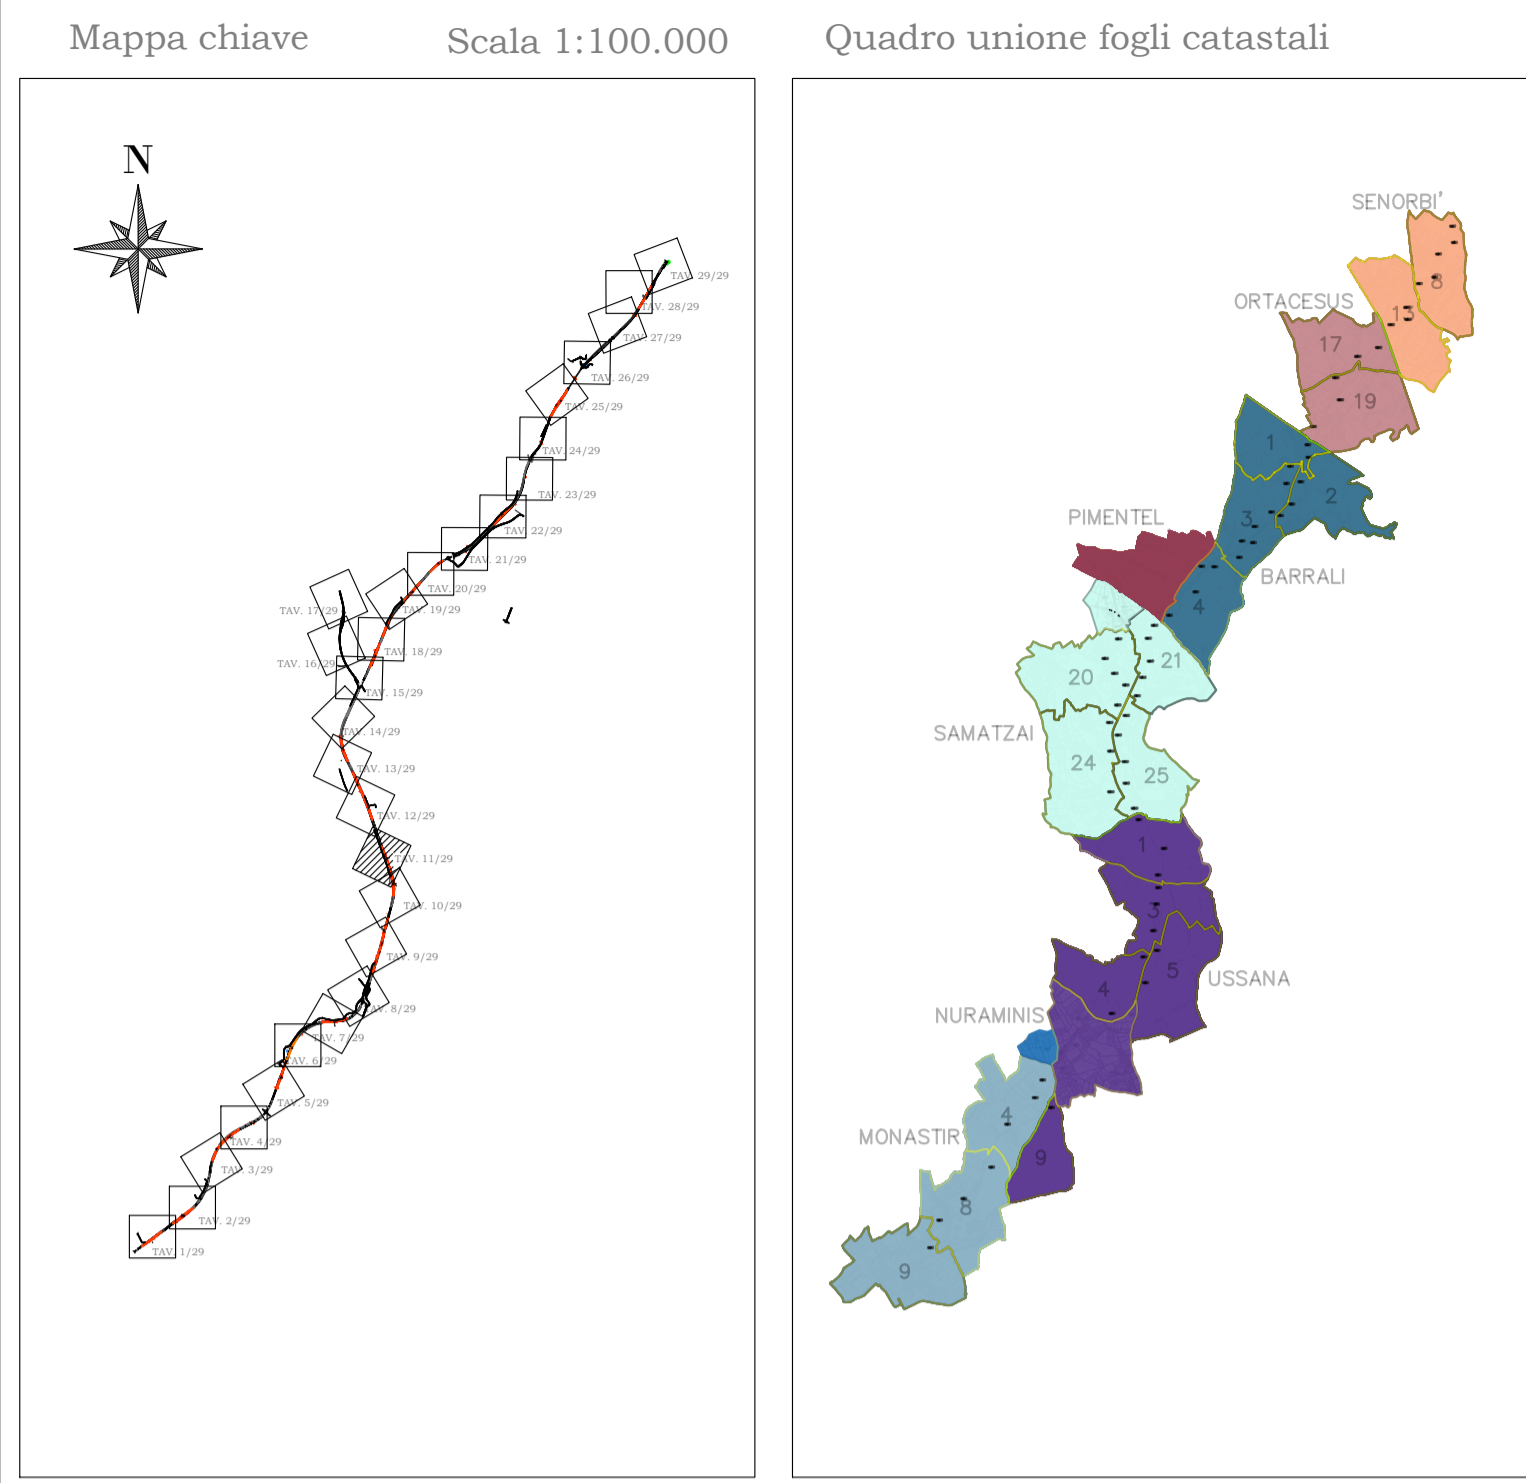 Mappa chiave
Scala 1:100.000
Quadro unione fogli catastali
N
TAV. 29/29
TAV. 28/29
TAV. 27/29
TAV. 26/29
TAV. 25/29
TAV. 24/29
TAV. 23/29
TAV. 22/29
TAV. 21/29
TAV. 20/29
TAV. 19/29
TAV. 17/29
TAV. 18/29
TAV. 16/29
TAV. 15/29
TAV. 14/29
TAV. 13/29
TAV. 12/29
TAV. 11/29
TAV. 10/29
TAV. 9/29
TAV. 8/29
TAV. 7/29
TAV. 6/29
TAV. 5/29
TAV. 4/29
TAV. 3/29
TAV. 2/29
TAV. 1/29
SENORBI'
8
ORTACESUS
13
17
19
1
2
PIMENTEL
3
BARRALI
4
21
20
SAMATZAI
24
25
1
3
5
USSANA
4
NURAMINIS
4
MONASTIR
9
8
9